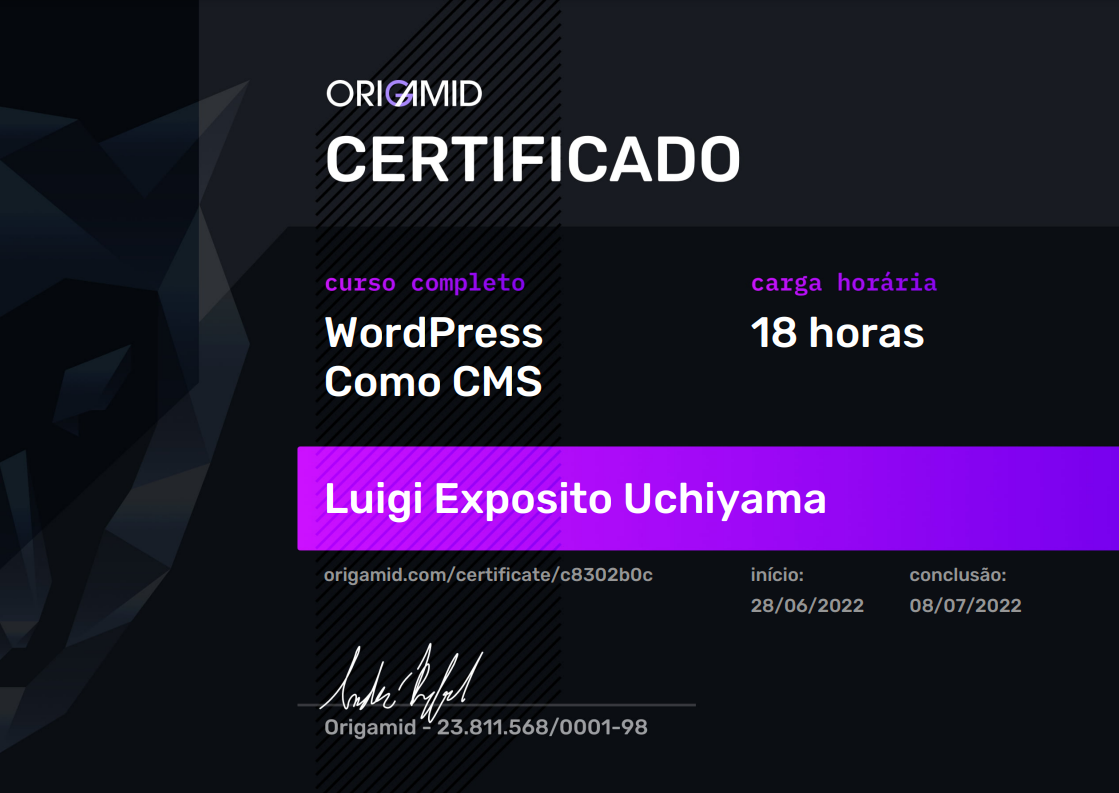 ORIGAMID
CERTIFICADO
curso completo
WordPress
Como CMS
carga horária
18 horas
Luigi Exposito Uchiyama
origamid.com/certificate/c8302b0c
início:
28/06/2022
conclusão:
08/07/2022
Origamid - 23.811.568/0001-98